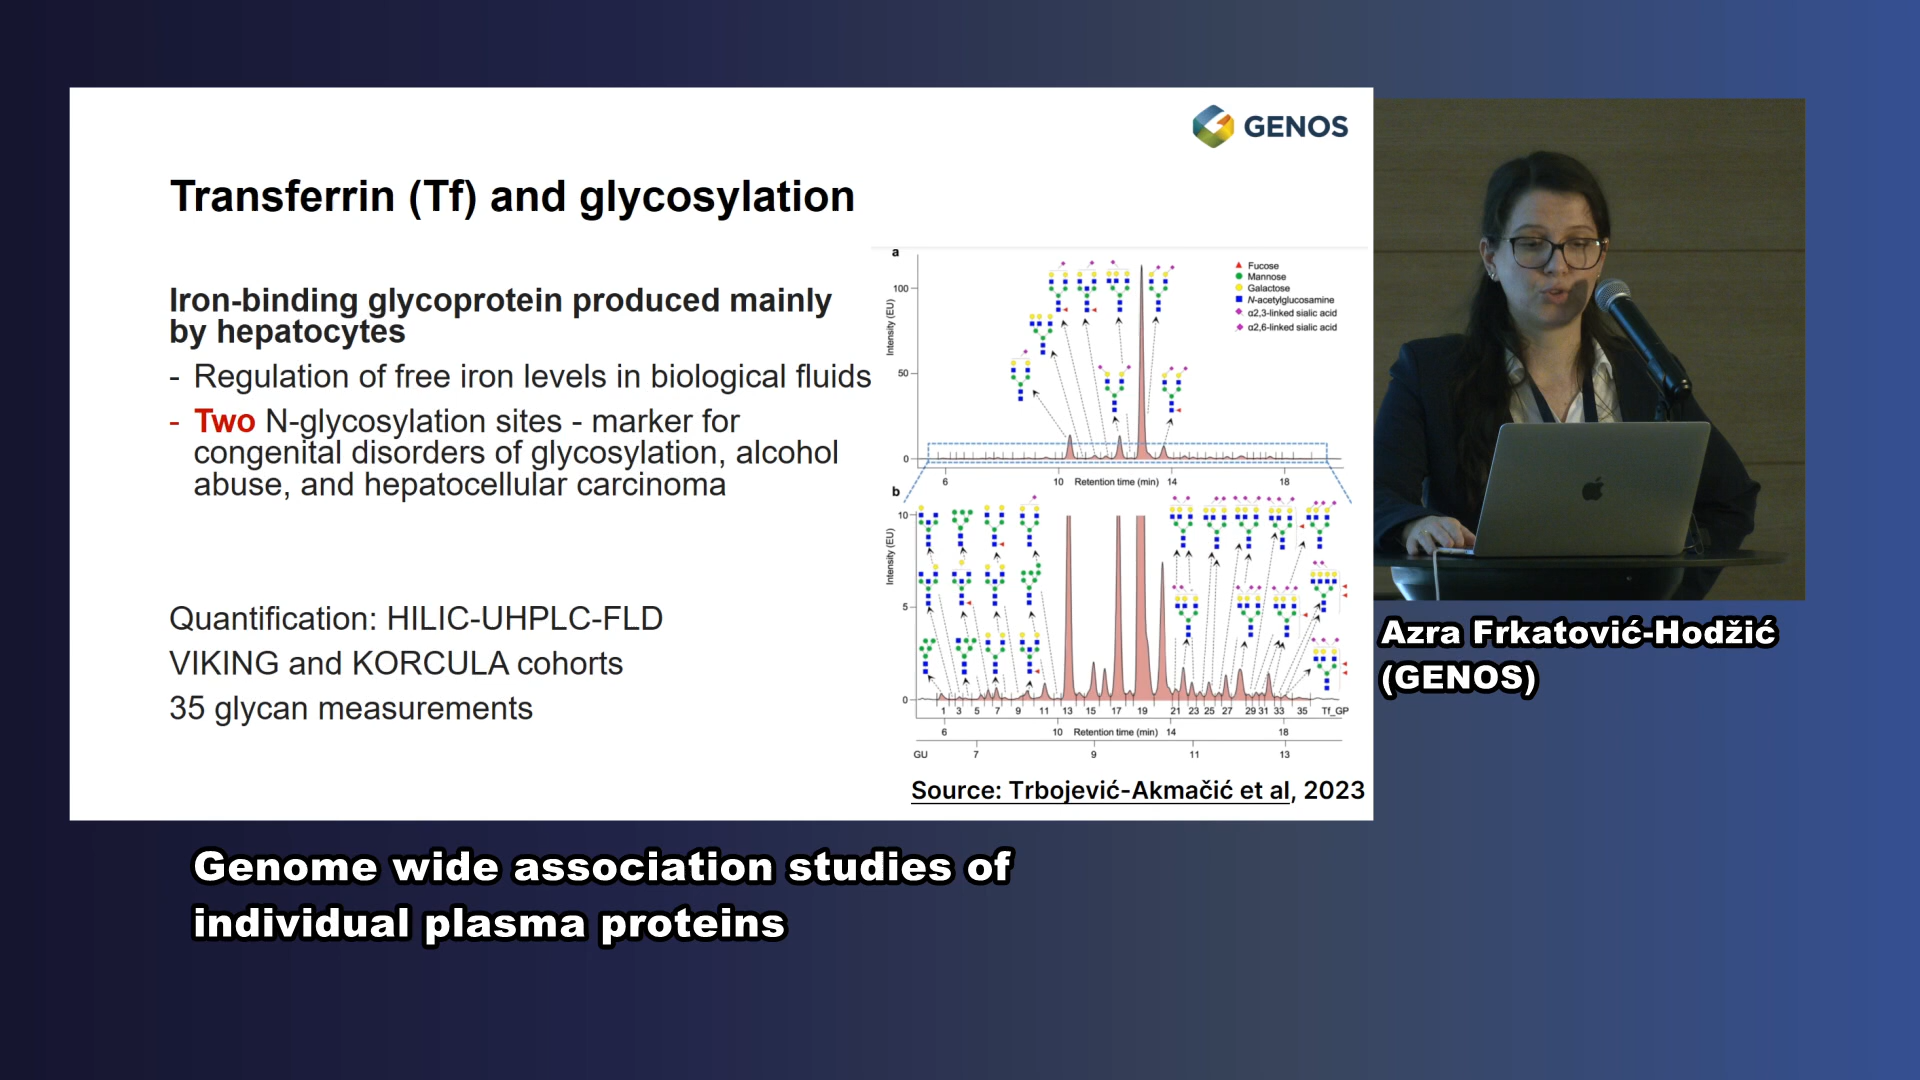 GENOS
Transferrin (Tf) and glycosylation
Iron-binding glycoprotein produced mainly
by hepatocytes
- Regulation of free iron levels in biological fluids
- Two N-glycosylation sites - marker for
congenital disorders of glycosylation, alcohol
abuse, and hepatocellular carcinoma
Quantification: HILIC-UHPLC-FLD
VIKING and KORCULA cohorts
35 glycan measurements
a
Intensity (EU)
100
50
0
Fucose
Mannose
Galactose
N-acetylglucosamine
α2,3-linked sialic acid
α2,6-linked sialic acid
6 10 Retention time (min) 14 18
b
Intensity (EU)
10
5
0
1 3 5 7 9 11 13 15 17 19 21 23 25 27 29 31 33 35 Tf_GP
6 10 Retention time (min) 14 18
GU 7 9 11 13
Source: Trbojević-Akmačić et al, 2023
Azra Frkatović-Hodžić
(GENOS)
Genome wide association studies of
individual plasma proteins